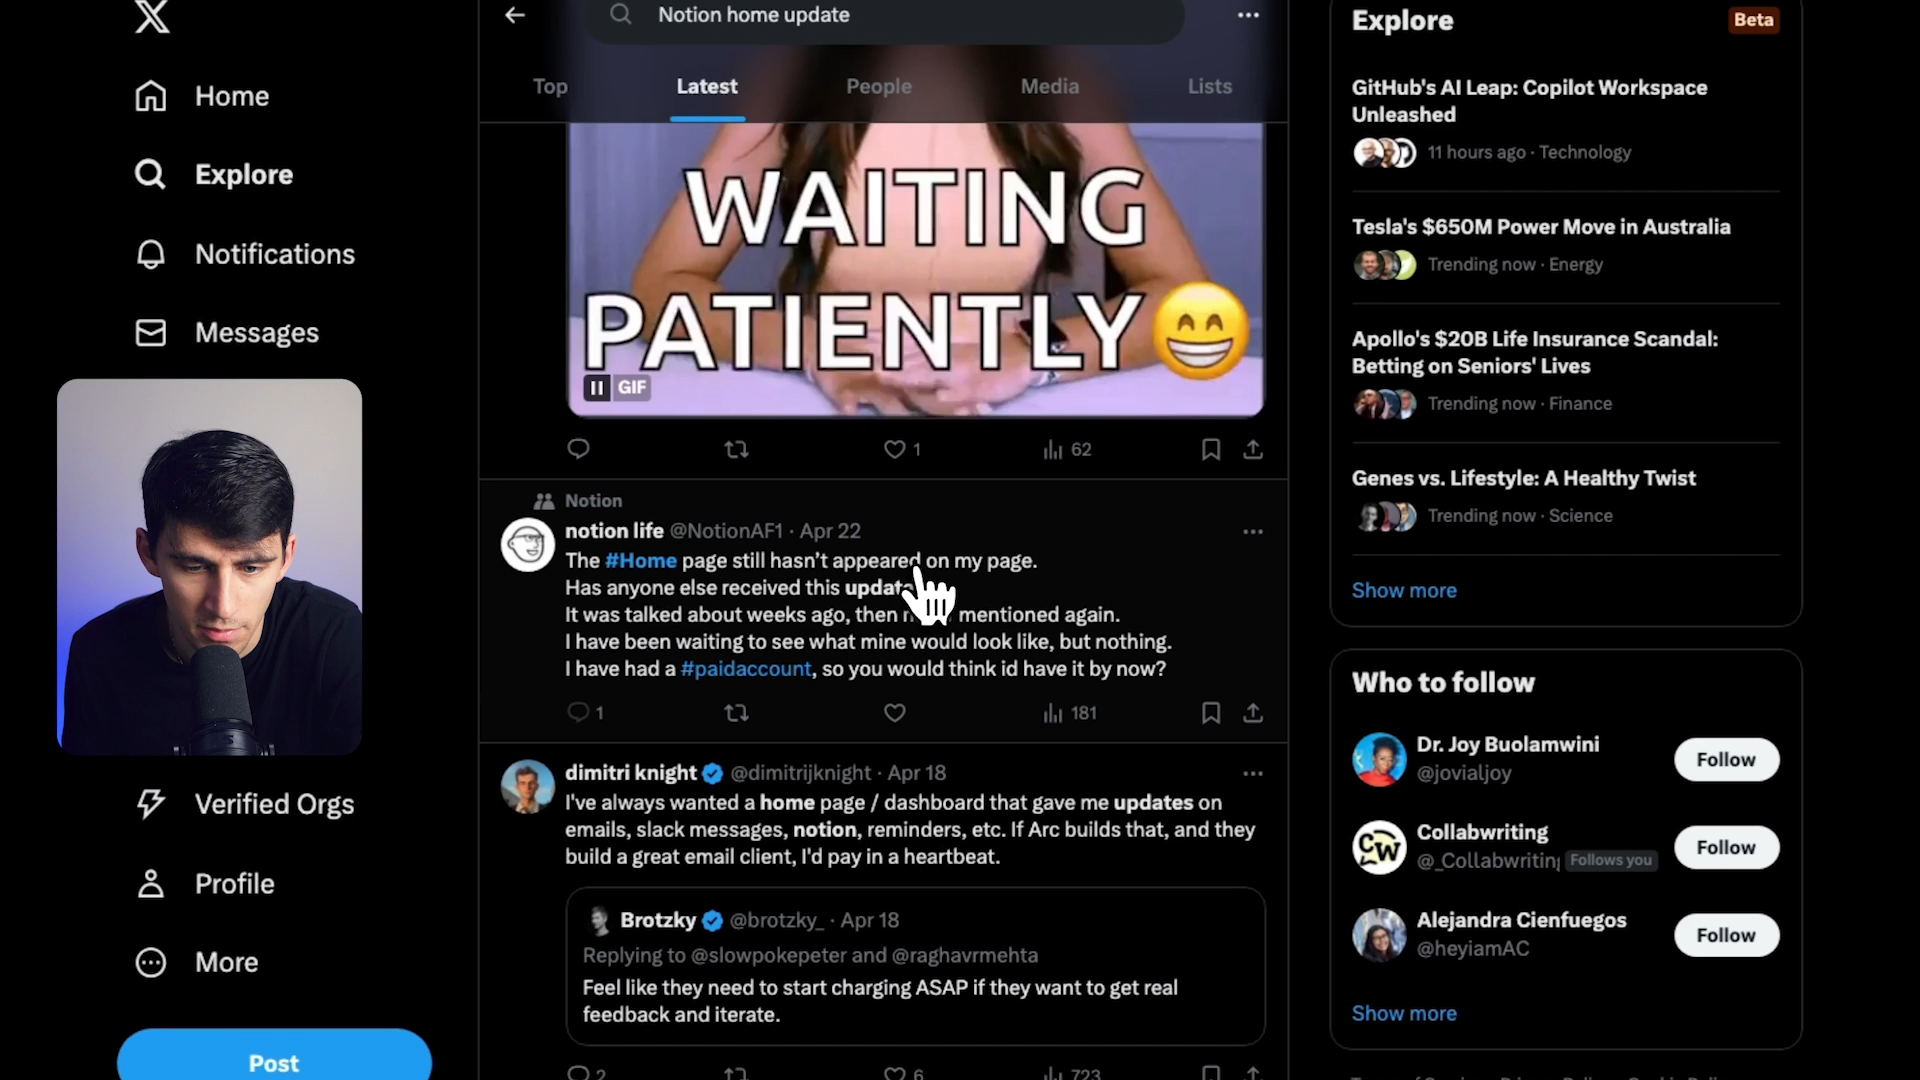 Home
Explore
Notifications
Messages
Verified Orgs
Profile
More
Post
Notion home update
Top
Latest
People
Media
Lists
WAITING
PATIENTLY😁
GIF
1
62
Notion
notion life @NotionAF1 · Apr 22
The #Home page still hasn't appeared on my page.
Has anyone else received this
It was talked about weeks ago, then mentioned again.
I have been waiting to see what mine would look like, but nothing.
I have had a #paidaccount, so you would think id have it by now?
1
181
dimitri knight @dimitrijknight · Apr 18
I've always wanted a home page / dashboard that gave me updates on
emails, slack messages, notion, reminders, etc. If Arc builds that, and they
build a great email client, I'd pay in a heartbeat.
Brotzky @brotzky_ · Apr 18
Replying to @slowpokepeter and @raghavrmehta
Feel like they need to start charging ASAP if they want to get real
feedback and iterate.
2
6
723
Explore
Beta
GitHub's AI Leap: Copilot Workspace
Unleashed
11 hours ago · Technology
Tesla's $650M Power Move in Australia
Trending now · Energy
Apollo's $20B Life Insurance Scandal:
Betting on Seniors' Lives
Trending now · Finance
Genes vs. Lifestyle: A Healthy Twist
Trending now · Science
Show more
Who to follow
Dr. Joy Buolamwini
@jovialjoy
Follow
Collabwriting
@_Collabwriting
Follows you
Follow
Alejandra Cienfuegos
@heyiamAC
Follow
Show more